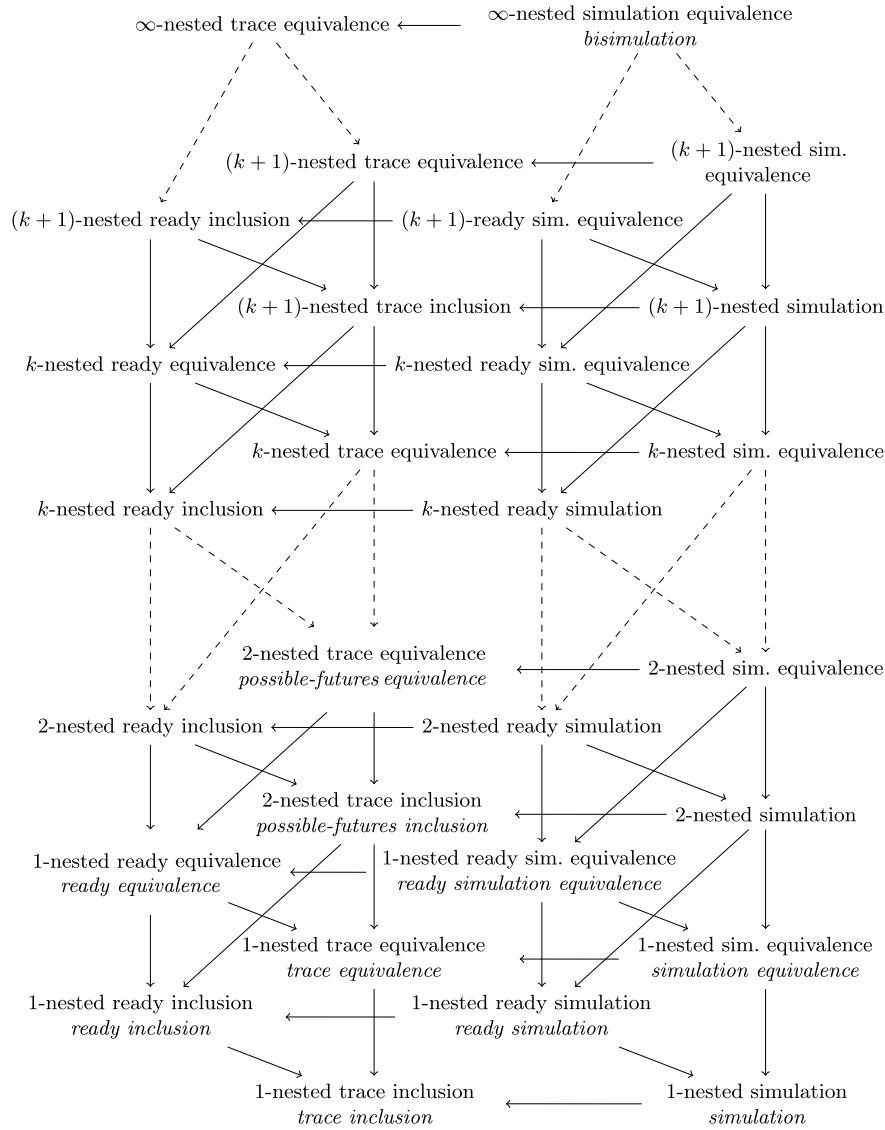 ∞-nested trace equivalence
∞-nested simulation equivalence
bisimulation
(k + 1)-nested trace equivalence
(k + 1)-nested sim.
equivalence
(k + 1)-nested ready inclusion
(k + 1)-ready sim. equivalence
(k + 1)-nested trace inclusion
(k + 1)-nested simulation
k-nested ready equivalence
k-nested ready sim. equivalence
k-nested trace equivalence
k-nested sim. equivalence
k-nested ready inclusion
k-nested ready simulation
2-nested trace equivalence
possible-futures equivalence
2-nested sim. equivalence
2-nested ready inclusion
2-nested ready simulation
2-nested trace inclusion
possible-futures inclusion
2-nested simulation
1-nested ready equivalence
ready equivalence
1-nested ready sim. equivalence
ready simulation equivalence
1-nested trace equivalence
trace equivalence
1-nested sim. equivalence
simulation equivalence
1-nested ready inclusion
ready inclusion
1-nested ready simulation
ready simulation
1-nested trace inclusion
trace inclusion
1-nested simulation
simulation